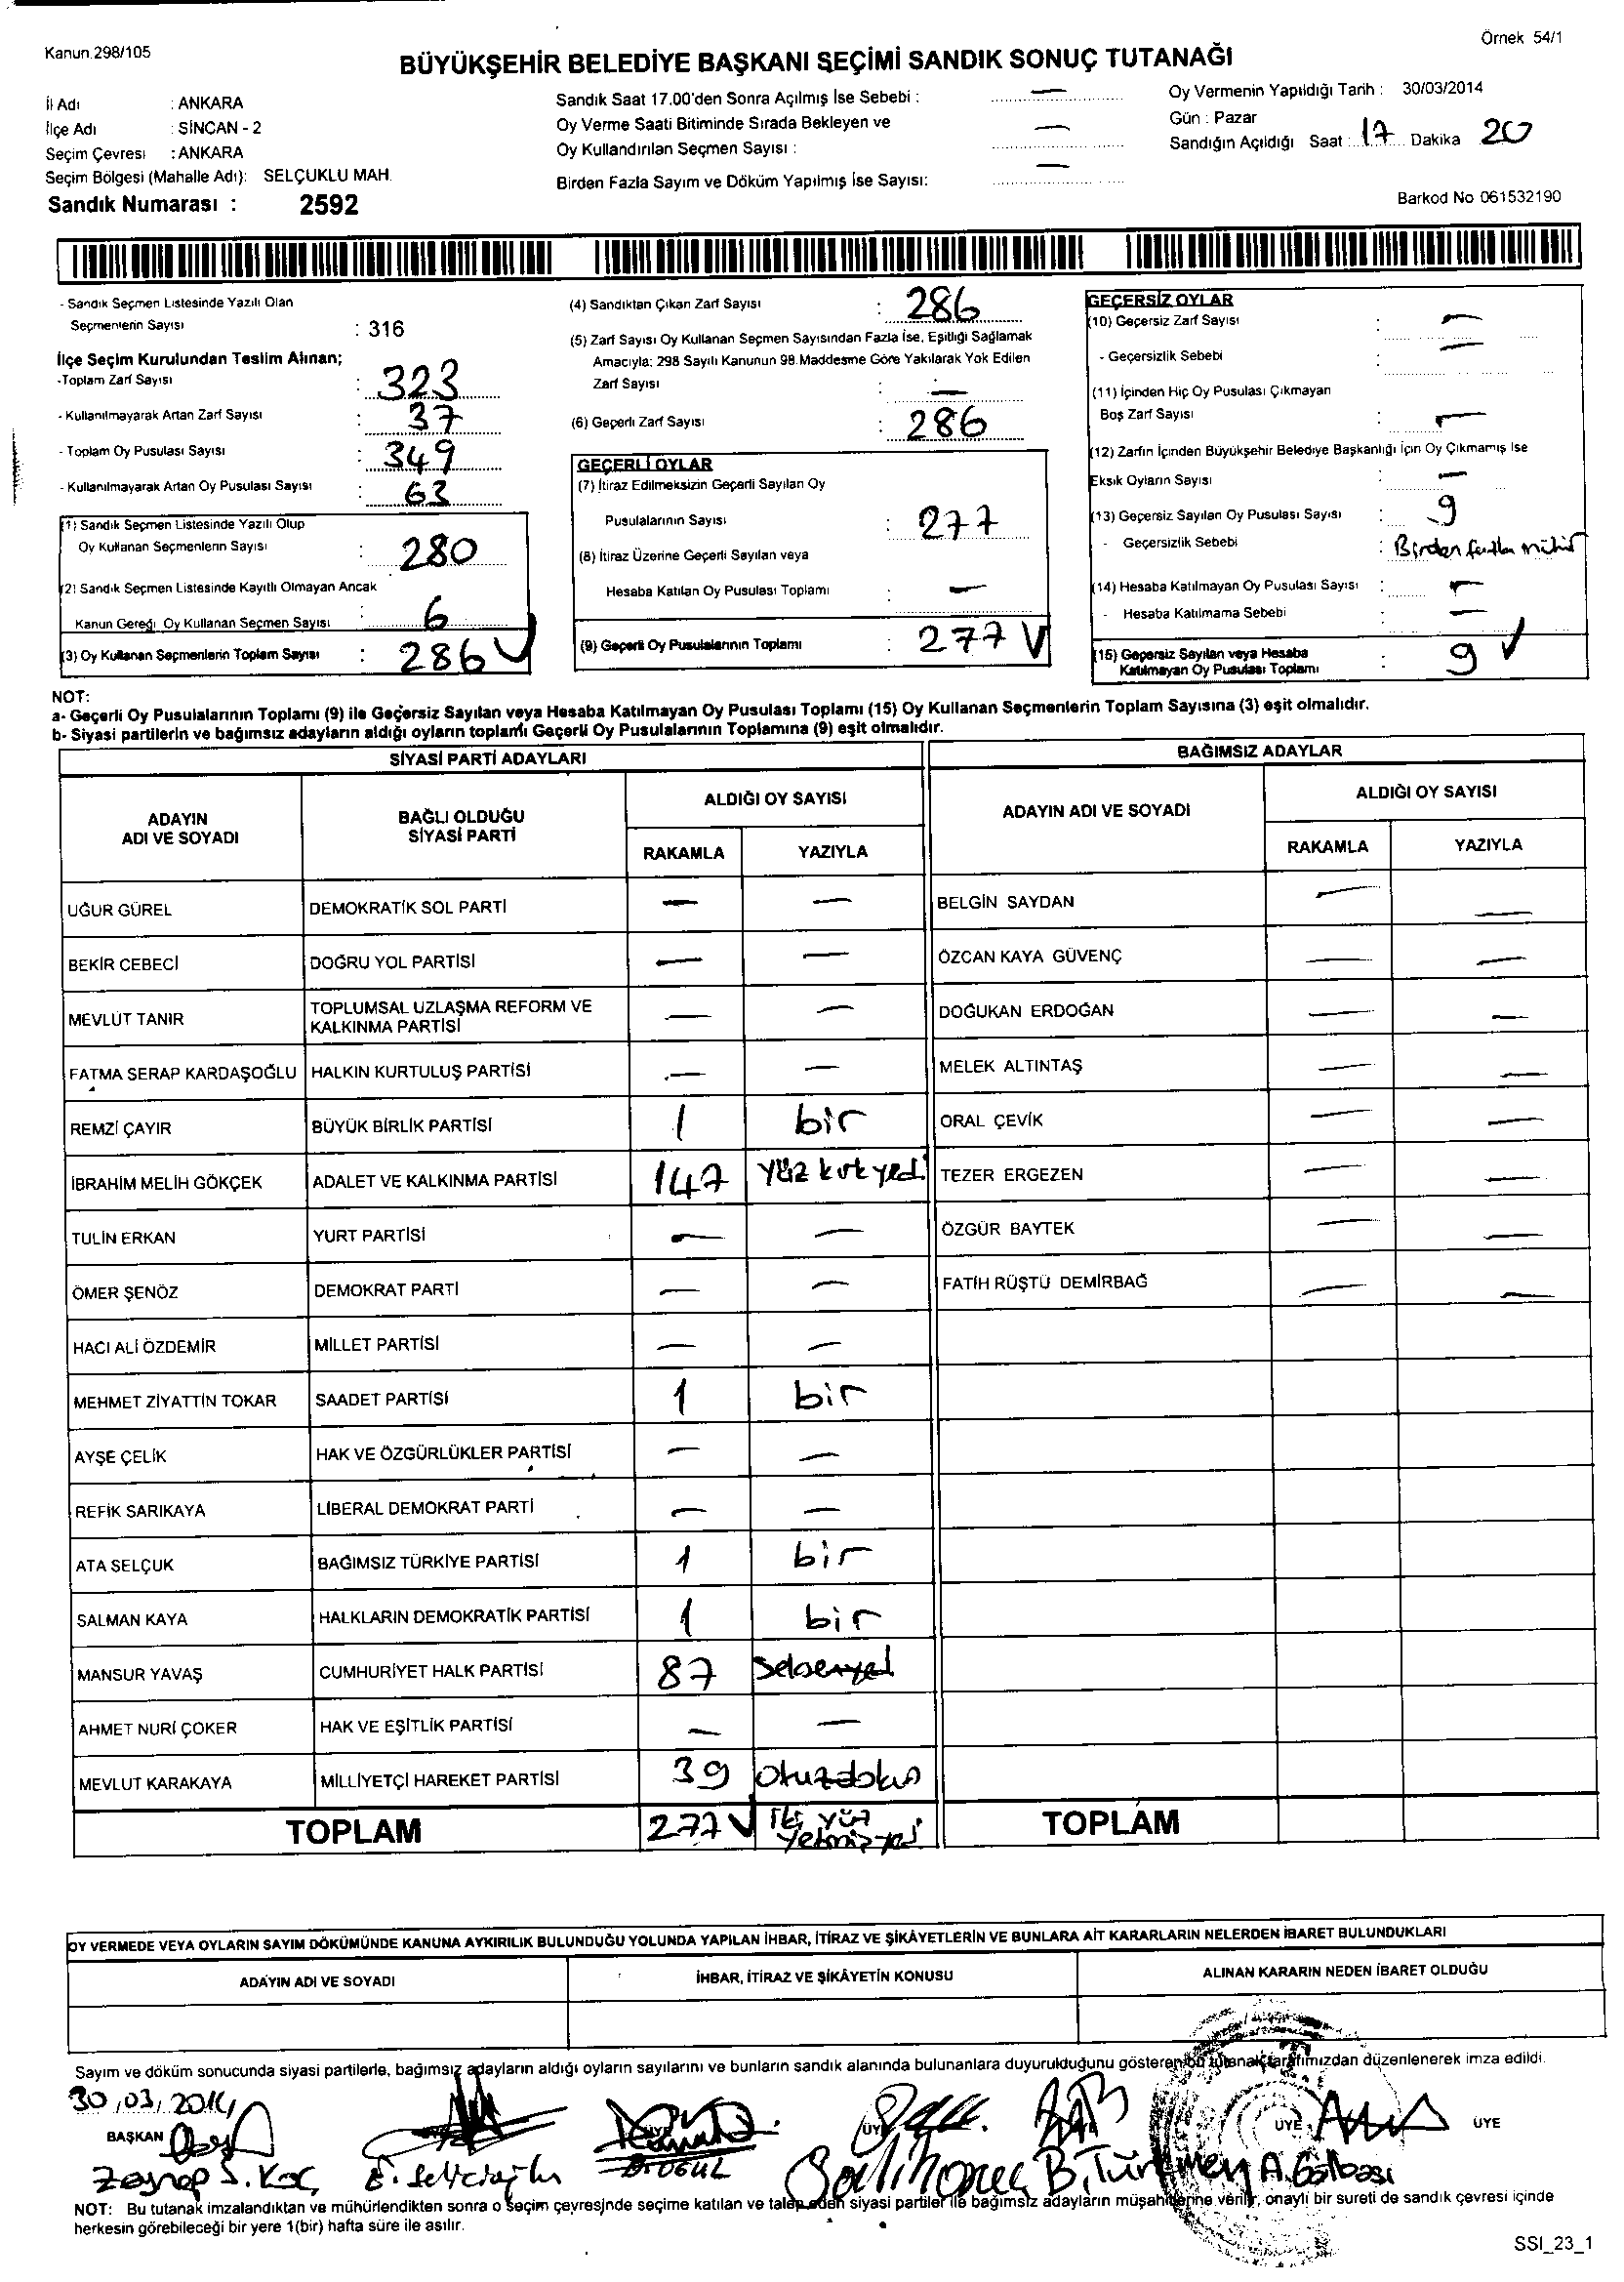 Kanun 298/105
Örnek 54/1
BÜYÜKŞEHİR BELEDİYE BAŞKANI SEÇİMİ SANDIK SONUÇ TUTANAĞI
İl Adı : ANKARA
İlçe Adı : SİNCAN - 2
Seçim Çevresi : ANKARA
Seçim Bölgesi (Mahalle Adı): SELÇUKLU MAH.
Sandık Numarası : 2592
Sandık Saat 17.00'den Sonra Açılmış İse Sebebi : —
Oy Verme Saati Bitiminde Sırada Bekleyen ve
Oy Kullandırılan Seçmen Sayısı : —
Birden Fazla Sayım ve Döküm Yapılmış İse Sayısı: —
Oy Vermenin Yapıldığı Tarih : 30/03/2014
Gün : Pazar
Sandığın Açıldığı Saat : 17 Dakika 20
Barkod No 061532190
- Sandık Seçmen Listesinde Yazılı Olan
Seçmenlerin Sayısı : 316
İlçe Seçim Kurulundan Teslim Alınan;
-Toplam Zarf Sayısı : 323
- Kullanılmayarak Artan Zarf Sayısı : 37
- Toplam Oy Pusulası Sayısı : 349
- Kullanılmayarak Artan Oy Pusulası Sayısı : 63
(1) Sandık Seçmen Listesinde Yazılı Olup
Oy Kullanan Seçmenlerin Sayısı : 280
(2) Sandık Seçmen Listesinde Kayıtlı Olmayan Ancak
Kanun Gereği Oy Kullanan Seçmen Sayısı : 6
(3) Oy Kullanan Seçmenlerin Toplam Sayısı : 286
(4) Sandıktan Çıkan Zarf Sayısı : 286
(5) Zarf Sayısı Oy Kullanan Seçmen Sayısından Fazla İse, Eşitliği Sağlamak
Amacıyla; 298 Sayılı Kanunun 98.Maddesine Göre Yakılarak Yok Edilen
Zarf Sayısı : —
(6) Geçerli Zarf Sayısı : 286
GEÇERLİ OYLAR
(7) İtiraz Edilmeksizin Geçerli Sayılan Oy
Pusulalarının Sayısı : 277
(8) İtiraz Üzerine Geçerli Sayılan veya
Hesaba Katılan Oy Pusulası Toplamı : —
(9) Geçerli Oy Pusulalarının Toplamı : 277
GEÇERSİZ OYLAR
(10) Geçersiz Zarf Sayısı : —
- Geçersizlik Sebebi : —
(11) İçinden Hiç Oy Pusulası Çıkmayan
Boş Zarf Sayısı : —
(12) Zarfın İçinden Büyükşehir Belediye Başkanlığı İçin Oy Çıkmamış İse
Eksik Oyların Sayısı : —
(13) Geçersiz Sayılan Oy Pusulası Sayısı : 9
- Geçersizlik Sebebi : Birden fazla mühür
(14) Hesaba Katılmayan Oy Pusulası Sayısı : —
- Hesaba Katılmama Sebebi : —
(15) Geçersiz Sayılan veya Hesaba
Katılmayan Oy Pusulası Toplamı : 9
NOT:
a- Geçerli Oy Pusulalarının Toplamı (9) ile Geçersiz Sayılan veya Hesaba Katılmayan Oy Pusulası Toplamı (15) Oy Kullanan Seçmenlerin Toplam Sayısına (3) eşit olmalıdır.
b- Siyasi partilerin ve bağımsız adayların aldığı oyların toplamı Geçerli Oy Pusulalarının Toplamına (9) eşit olmalıdır.
SİYASİ PARTİ ADAYLARI
ADAYIN
ADI VE SOYADI
BAĞLI OLDUĞU
SİYASİ PARTİ
ALDIĞI OY SAYISI
RAKAMLA YAZIYLA
UĞUR GÜREL DEMOKRATİK SOL PARTİ — —
BEKİR CEBECİ DOĞRU YOL PARTİSİ — —
MEVLÜT TANIR TOPLUMSAL UZLAŞMA REFORM VE
KALKINMA PARTİSİ — —
FATMA SERAP KARDAŞOĞLU HALKIN KURTULUŞ PARTİSİ — —
REMZİ ÇAYIR BÜYÜK BİRLİK PARTİSİ 1 bir
İBRAHİM MELİH GÖKÇEK ADALET VE KALKINMA PARTİSİ 147 yüz kırk yedi
TULİN ERKAN YURT PARTİSİ — —
ÖMER ŞENÖZ DEMOKRAT PARTİ — —
HACI ALİ ÖZDEMİR MİLLET PARTİSİ — —
MEHMET ZİYATTİN TOKAR SAADET PARTİSİ 1 bir
AYŞE ÇELİK HAK VE ÖZGÜRLÜKLER PARTİSİ — —
REFİK SARIKAYA LİBERAL DEMOKRAT PARTİ — —
ATA SELÇUK BAĞIMSIZ TÜRKİYE PARTİSİ 1 bir
SALMAN KAYA HALKLARIN DEMOKRATİK PARTİSİ 1 bir
MANSUR YAVAŞ CUMHURİYET HALK PARTİSİ 87 seksenyedi
AHMET NURİ ÇOKER HAK VE EŞİTLİK PARTİSİ — —
MEVLUT KARAKAYA MİLLİYETÇİ HAREKET PARTİSİ 39 otuzdokuz
TOPLAM 277 İki yüz
yetmiş yedi
BAĞIMSIZ ADAYLAR
ADAYIN ADI VE SOYADI
ALDIĞI OY SAYISI
RAKAMLA YAZIYLA
BELGİN SAYDAN — —
ÖZCAN KAYA GÜVENÇ — —
DOĞUKAN ERDOĞAN — —
MELEK ALTINTAŞ — —
ORAL ÇEVİK — —
TEZER ERGEZEN — —
ÖZGÜR BAYTEK — —
FATİH RÜŞTÜ DEMİRBAĞ — —
TOPLAM
OY VERMEDE VEYA OYLARIN SAYIM DÖKÜMÜNDE KANUNA AYKIRILIK BULUNDUĞU YOLUNDA YAPILAN İHBAR, İTİRAZ VE ŞİKÂYETLERİN VE BUNLARA AİT KARARLARIN NELERDEN İBARET BULUNDUKLARI
ADAYIN ADI VE SOYADI
İHBAR, İTİRAZ VE ŞİKÂYETİN KONUSU
ALINAN KARARIN NEDEN İBARET OLDUĞU
Sayım ve döküm sonucunda siyasi partilerle, bağımsız adayların aldığı oyların sayılarını ve bunların sandık alanında bulunanlara duyurulduğunu gösteren bu tutanak tarafımızdan düzenlenerek imza edildi.
30.03.2014
BAŞKAN ÜYE ÜYE ÜYE ÜYE
Zeynep S. Koç B. Türkmen A. Gölbaşı
NOT: Bu tutanak imzalandıktan ve mühürlendikten sonra o seçim çevresinde seçime katılan ve talep eden siyasi partiler ile bağımsız adayların müşahitlerine verilir, onaylı bir sureti de sandık çevresi içinde
herkesin görebileceği bir yere 1(bir) hafta süre ile asılır.
SSI_23_1